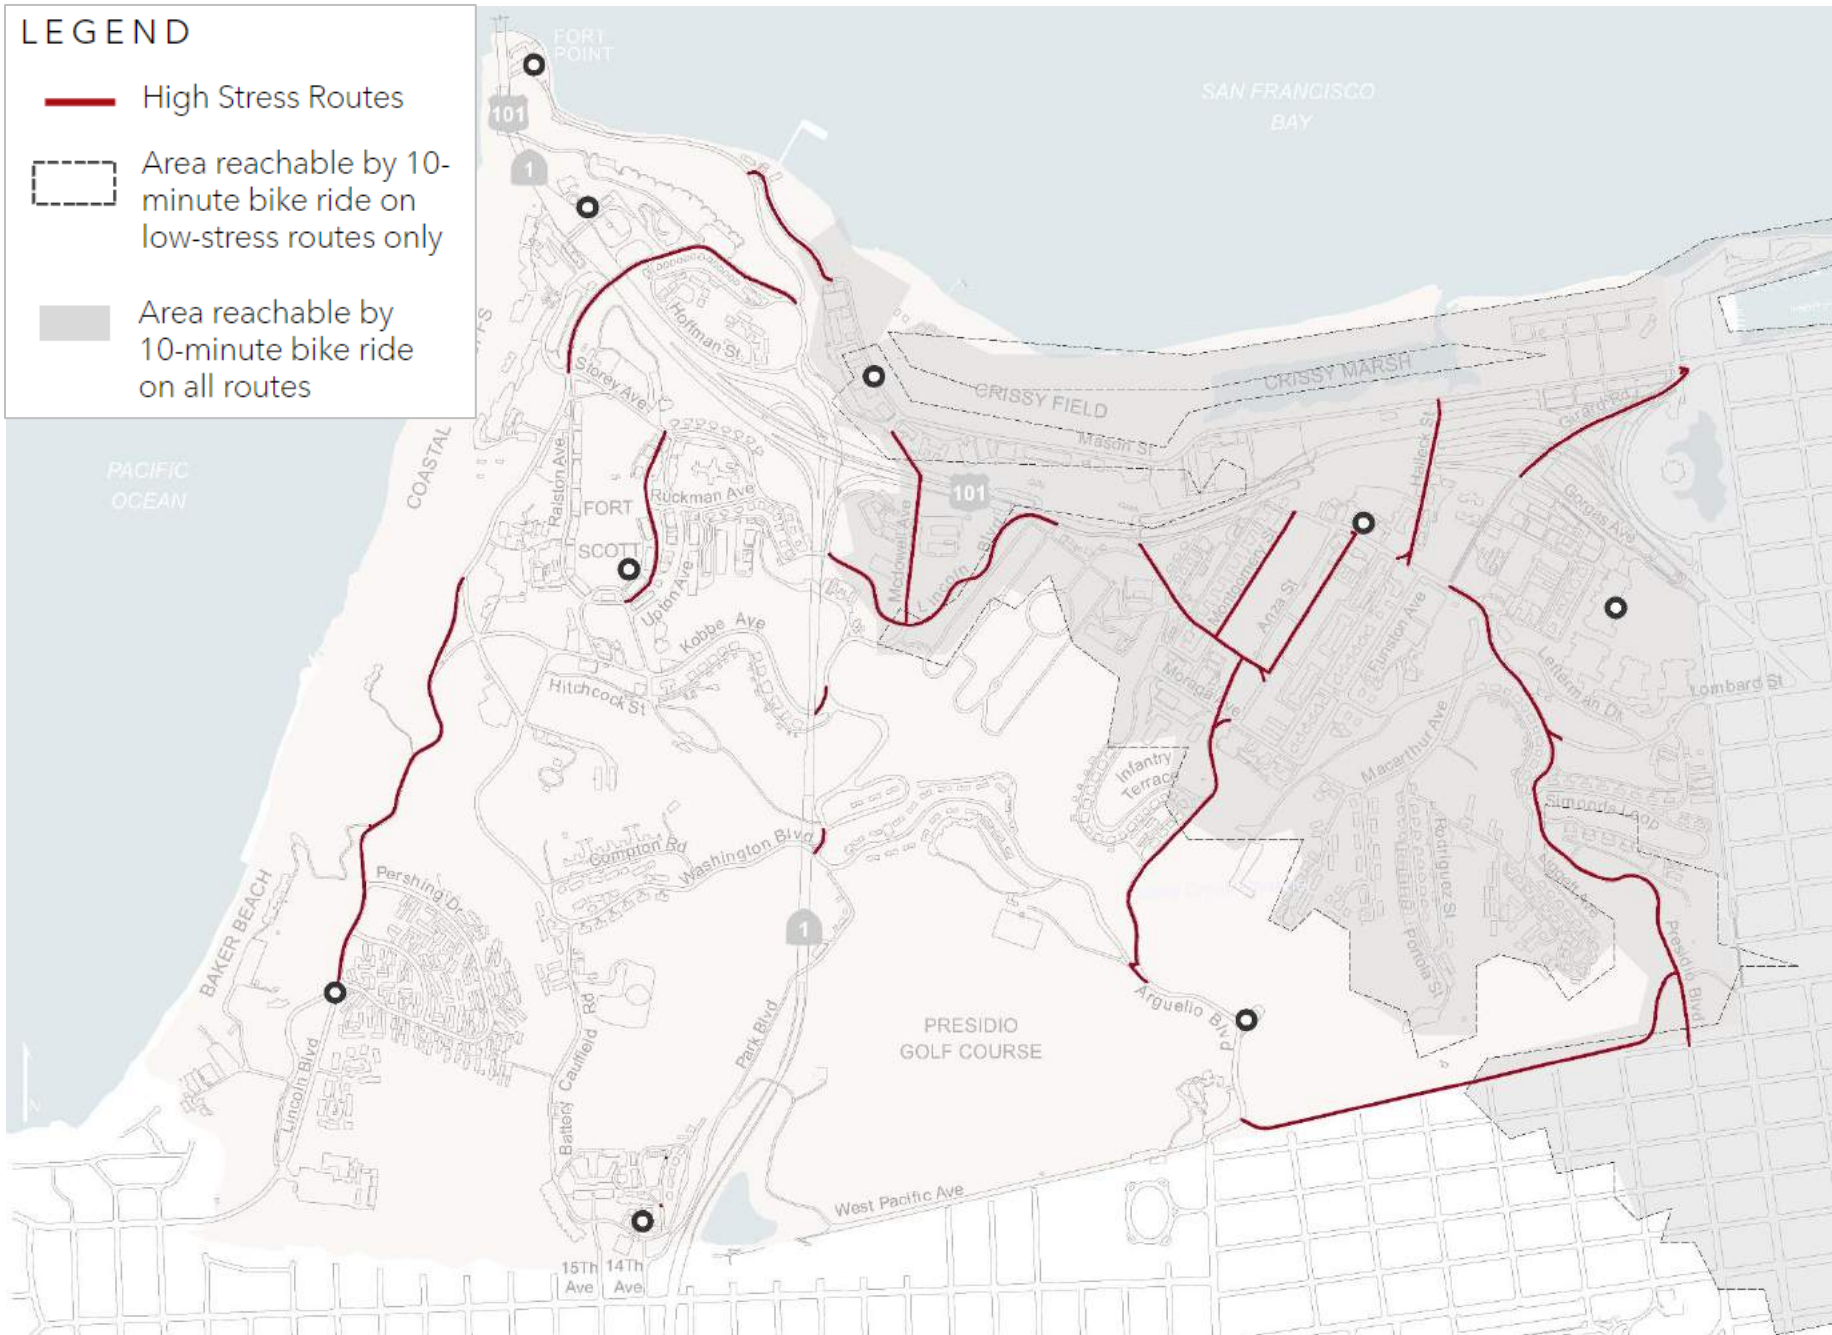 LEGEND
High Stress Routes
Area reachable by 10-
minute bike ride on
low-stress routes only
Area reachable by
10-minute bike ride
on all routes
FORT
POINT
101
1
SAN FRANCISCO
BAY
PACIFIC
OCEAN
COASTAL
FS
Hoffman St
Storey Ave
CRISSY FIELD
CRISSY MARSH
Mason St
Halleck St
Girard Rd
Gorgas Ave
Ralston Ave
FORT
SCOTT
Ruckman Ave
Upton Ave
Mcdowell Ave
101
Lincoln Blvd
Montgomery St
Anza St
Funston Ave
Moraga Ave
Kobbe Ave
Hitchcock St
Letterman Dr
Lombard St
Infantry
Terrace
Macarthur Ave
Simonds Loop
Rodriguez St
Portola St
Presidio Blvd
Compton Rd
Washington Blvd
Pershing Dr
BAKER BEACH
1
Lincoln Blvd
Battery Caulfield Rd
Park Blvd
PRESIDIO
GOLF COURSE
Arguello Blvd
West Pacific Ave
15Th
Ave
14Th
Ave
N